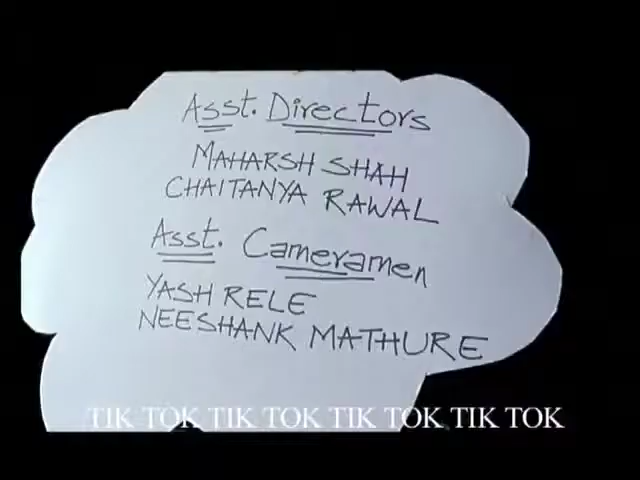 Asst. Directors
MAHARSH SHAH
CHAITANYA RAWAL
Asst. Cameramen
YASH RELE
NEESHANK MATHURE
TIK TOK TIK TOK TIK TOK TIK TOK